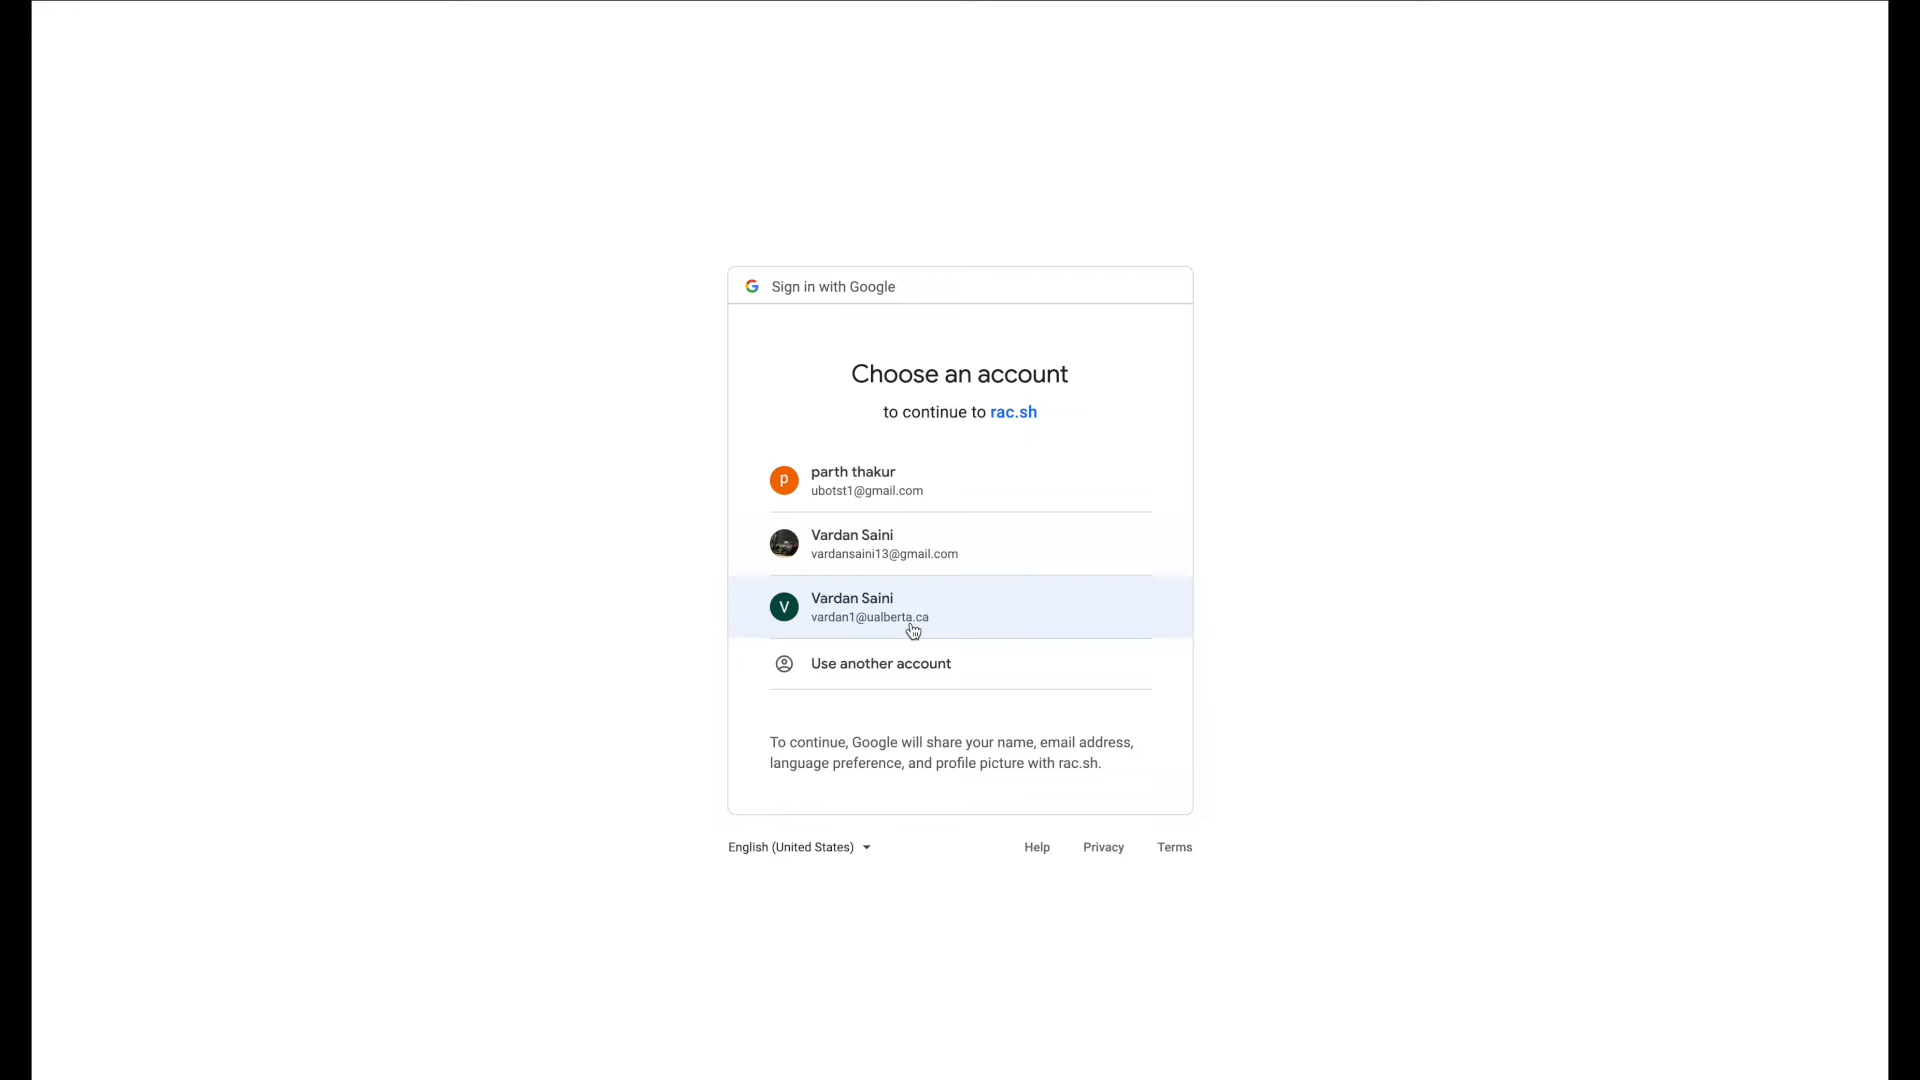 Sign in with Google
Choose an account
to continue to rac.sh
p
parth thakur
ubotst1@gmail.com
Vardan Saini
vardansaini13@gmail.com
V
Vardan Saini
vardan1@ualberta.ca
Use another account
To continue, Google will share your name, email address,
language preference, and profile picture with rac.sh.
English (United States)
Help
Privacy
Terms